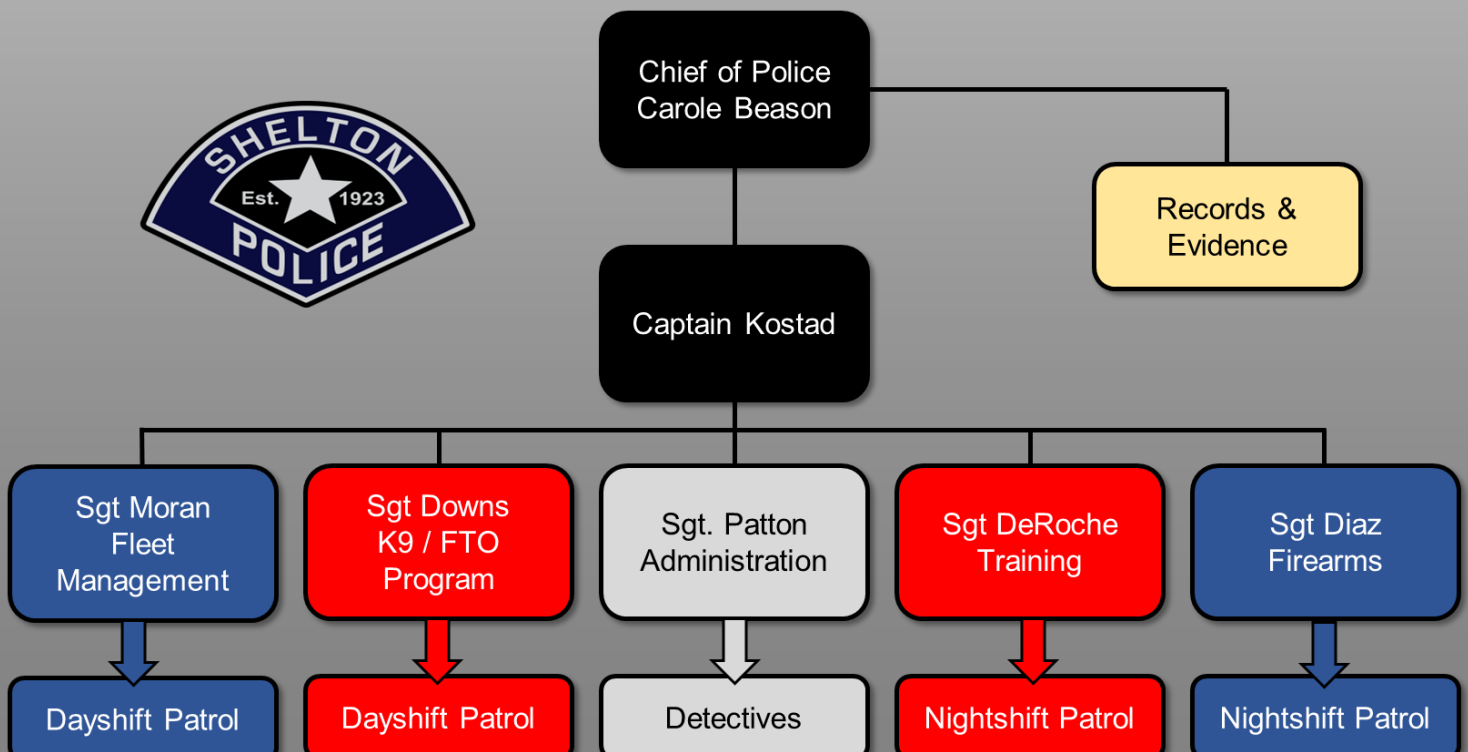 Chief of Police
Carole Beason
SHELTON
Est. 1923
POLICE
Records &
Evidence
Captain Kostad
Sgt Moran
Fleet
Management
Sgt Downs
K9 / FTO
Program
Sgt. Patton
Administration
Sgt DeRoche
Training
Sgt Diaz
Firearms
Dayshift Patrol
Dayshift Patrol
Detectives
Nightshift Patrol
Nightshift Patrol